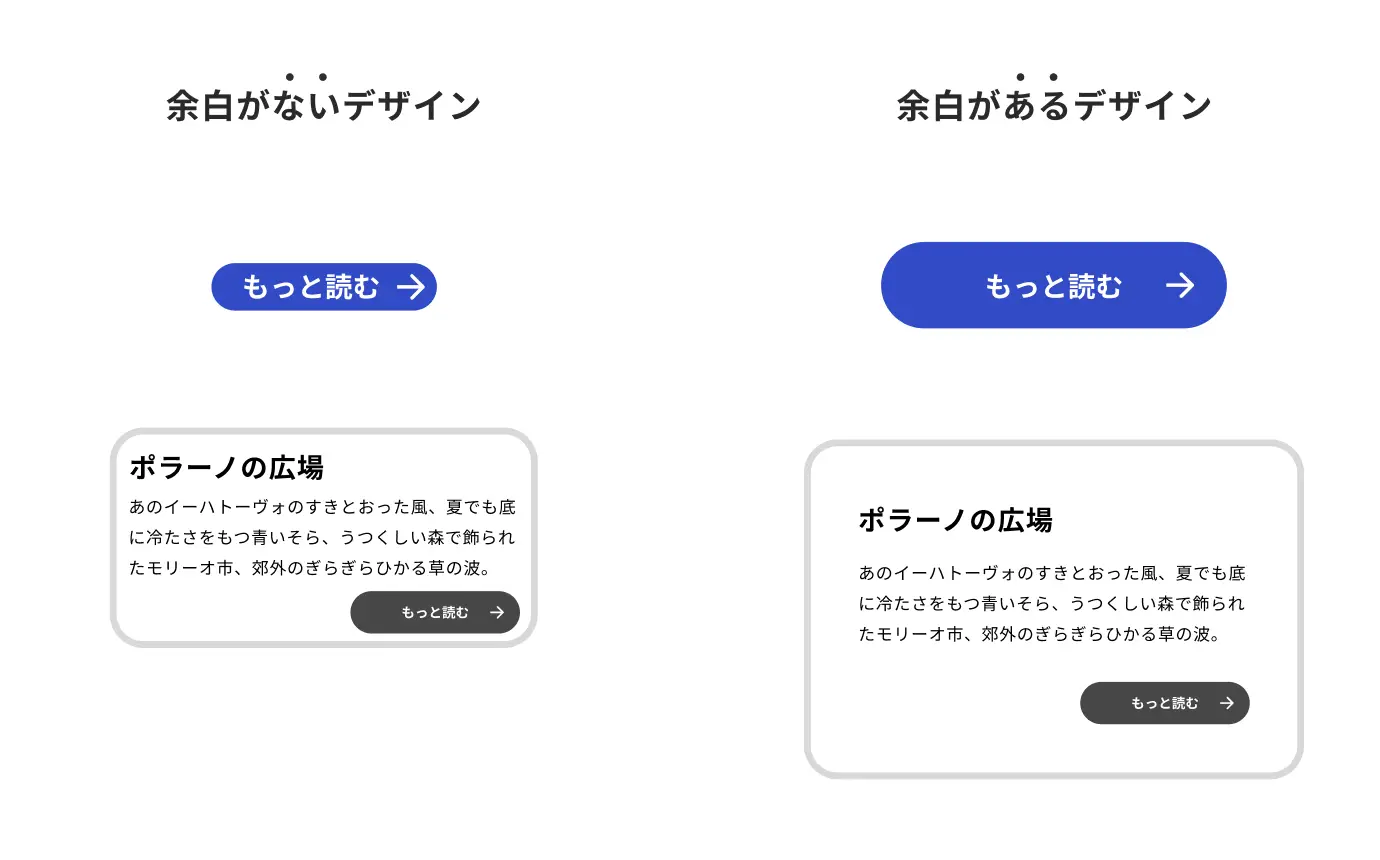 余白がないデザイン
余白があるデザイン
もっと読む
もっと読む
ポラーノの広場
あのイーハトーヴォのすきとおった風、夏でも底
に冷たさをもつ青いそら、うつくしい森で飾られ
たモリーオ市、郊外のぎらぎらひかる草の波。
もっと読む
ポラーノの広場
あのイーハトーヴォのすきとおった風、夏でも底
に冷たさをもつ青いそら、うつくしい森で飾られ
たモリーオ市、郊外のぎらぎらひかる草の波。
もっと読む